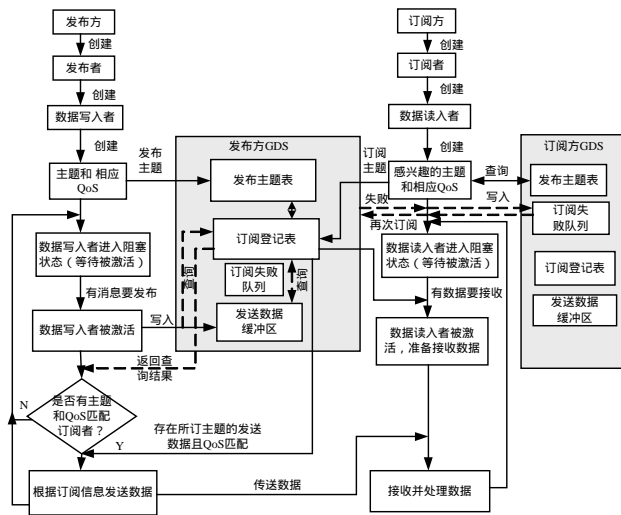 发布方
创建
发布者
创建
数据写入者
创建
主题和 相应
QoS
数据写入者进入阻塞
状态（等待被激活）
有消息要发布
数据写入者被激活
是否有主题
和QoS匹配
订阅者？
N
Y
根据订阅信息发送数据
发布
主题
写入
返回查
询结果
存在所订主题的发送
数据且QoS匹配
传送数据
发布方GDS
发布主题表
订阅登记表
查询
订阅失败
队列
查询
发送数据
缓冲区
订阅方
创建
订阅者
创建
数据读入者
创建
订阅
主题
感兴趣的主题
和相应QoS
失败
再次订阅
数据读入者进入阻塞
状态（等待被激活）
有数据要接收
数据读入者被激
活，准备接收数据
接收并处理数据
查询
写入
订阅方GDS
发布主题表
订阅失
败队列
订阅登记表
发送数据
缓冲区